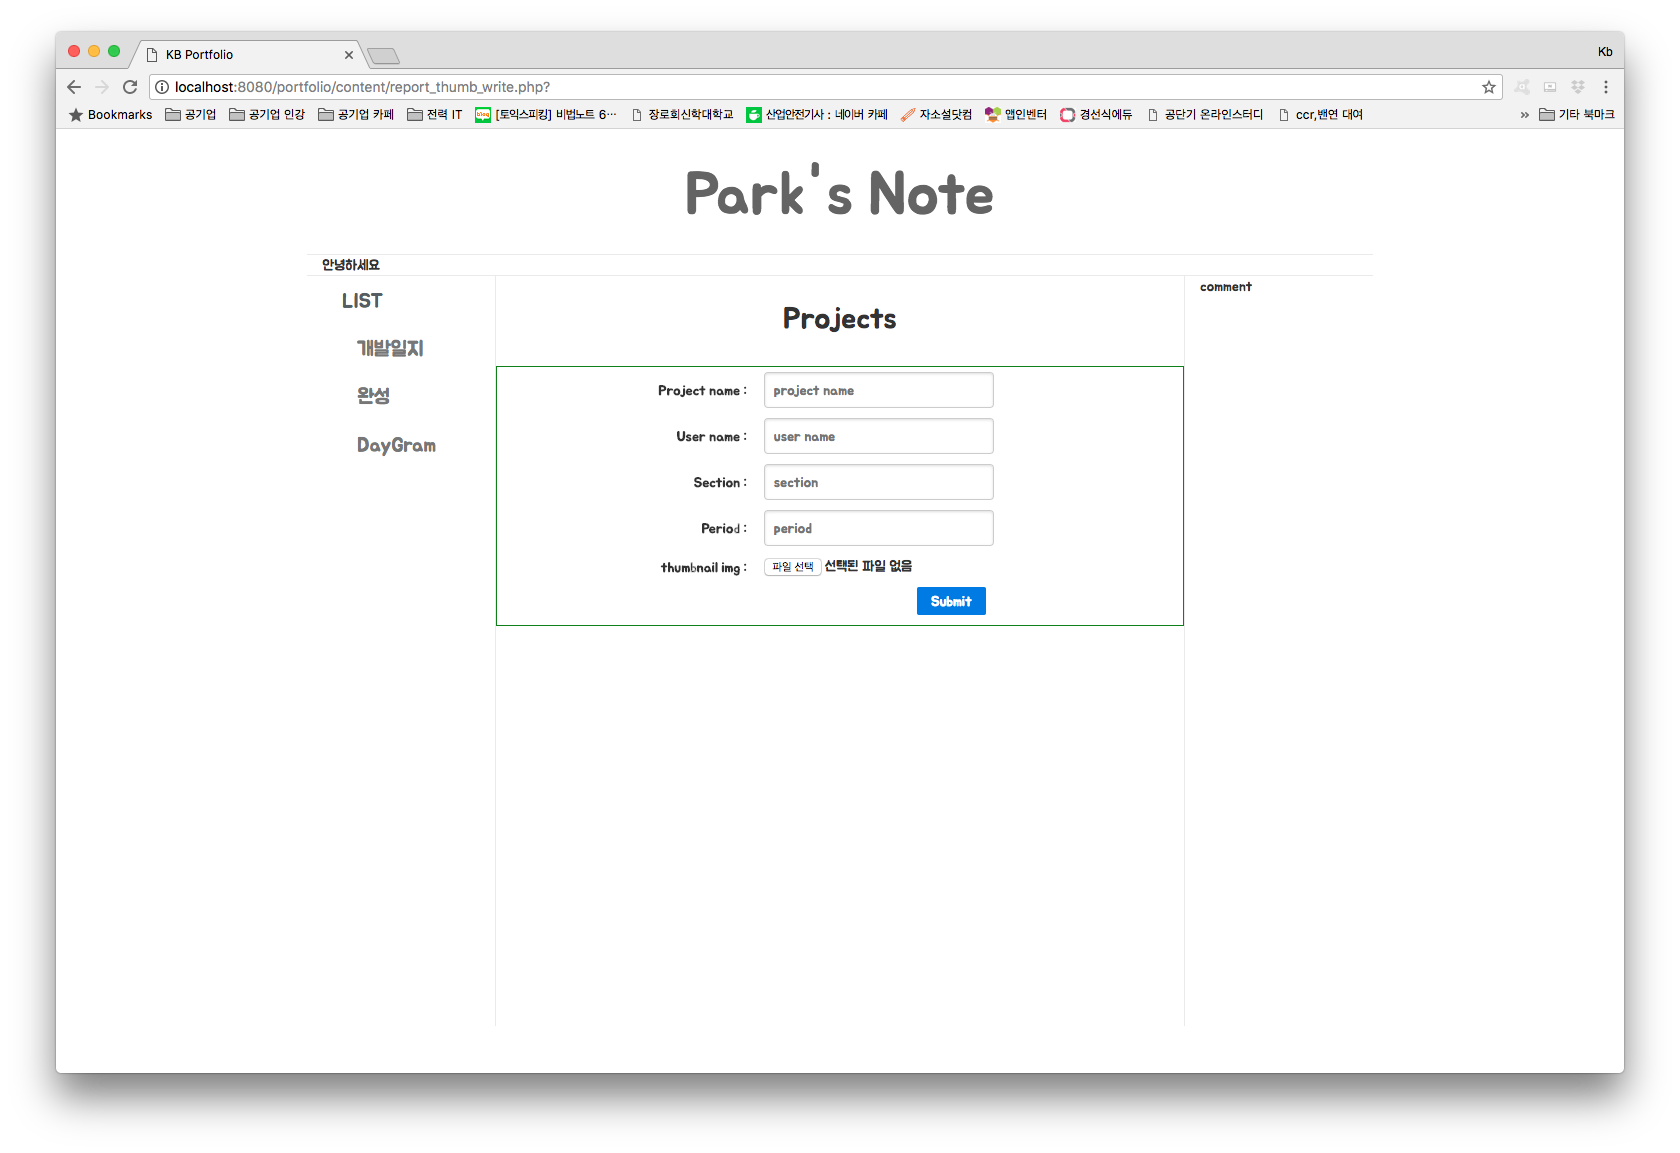 KB Portfolio
Kb
localhost:8080/portfolio/content/report_thumb_write.php?
Bookmarks 공기업 공기업 인강 공기업 카페 전력 IT [토익스피킹] 비법노트 6… 장로회신학대학교 산업안전기사 : 네이버 카페 자소설닷컴 앱인벤터 경선식에듀 공단기 온라인스터디 ccr,밴연 대여 » 기타 북마크
Park's Note
안녕하세요
LIST
개발일지
완성
DayGram
Projects
Project name : project name
User name : user name
Section : section
Period : period
thumbnail img : 파일 선택 선택된 파일 없음
Submit
comment